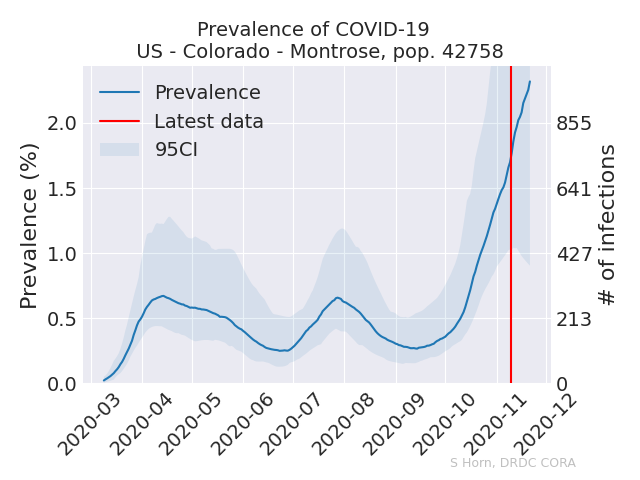 Prevalence of COVID-19
US - Colorado - Montrose, pop. 42758
Prevalence
Latest data
95CI
Prevalence (%)
2.0
1.5
1.0
0.5
0.0
855
641
427
213
0
# of infections
2020-03
2020-04
2020-05
2020-06
2020-07
2020-08
2020-09
2020-10
2020-11
2020-12
S Horn, DRDC CORA